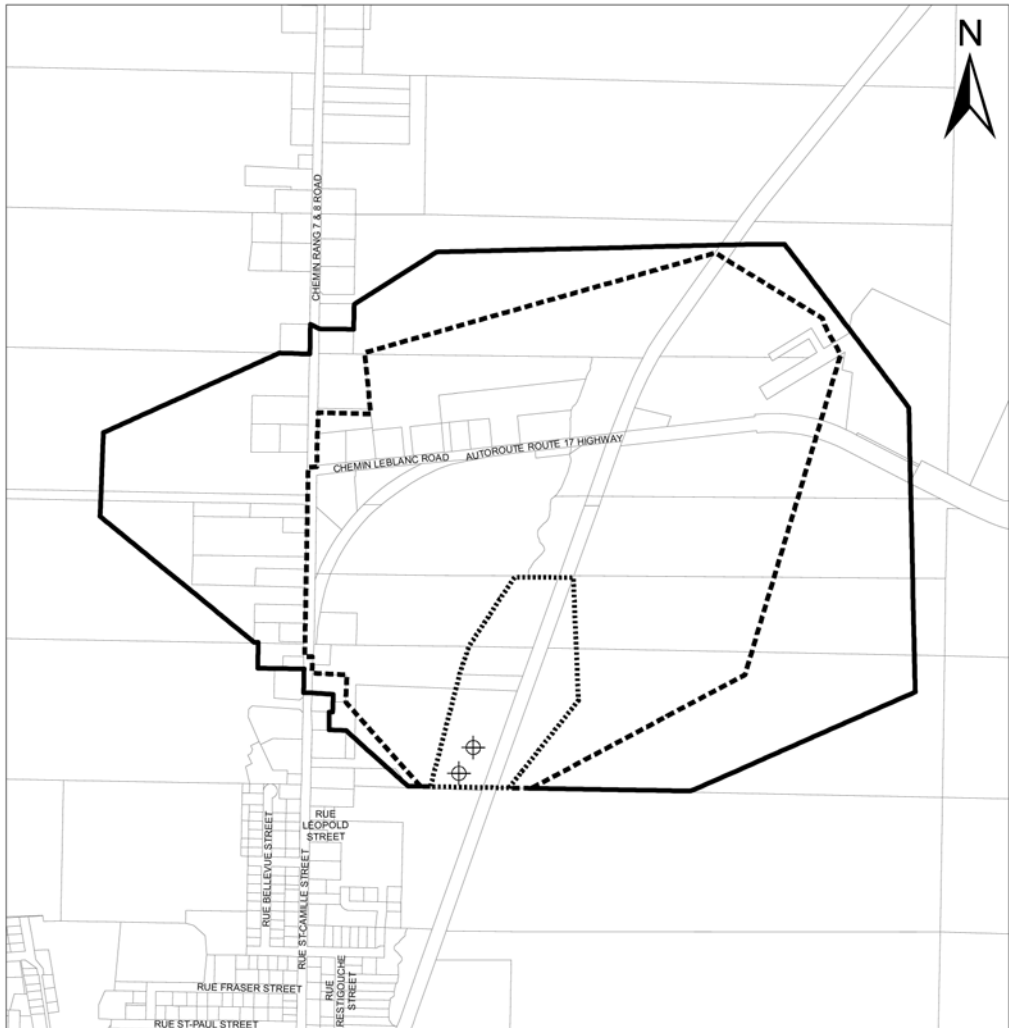 N
CHEMIN RANG 7 & 8 ROAD
CHEMIN LEBLANC ROAD
AUTOROUTE ROUTE 17 HIGHWAY
RUE
LÉOPOLD
STREET
RUE BELLEVUE STREET
RUE ST-CAMILLE STREET
RUE FRASER STREET
RUE
RESTIGOUCHE
STREET
RUE ST-PAUL STREET